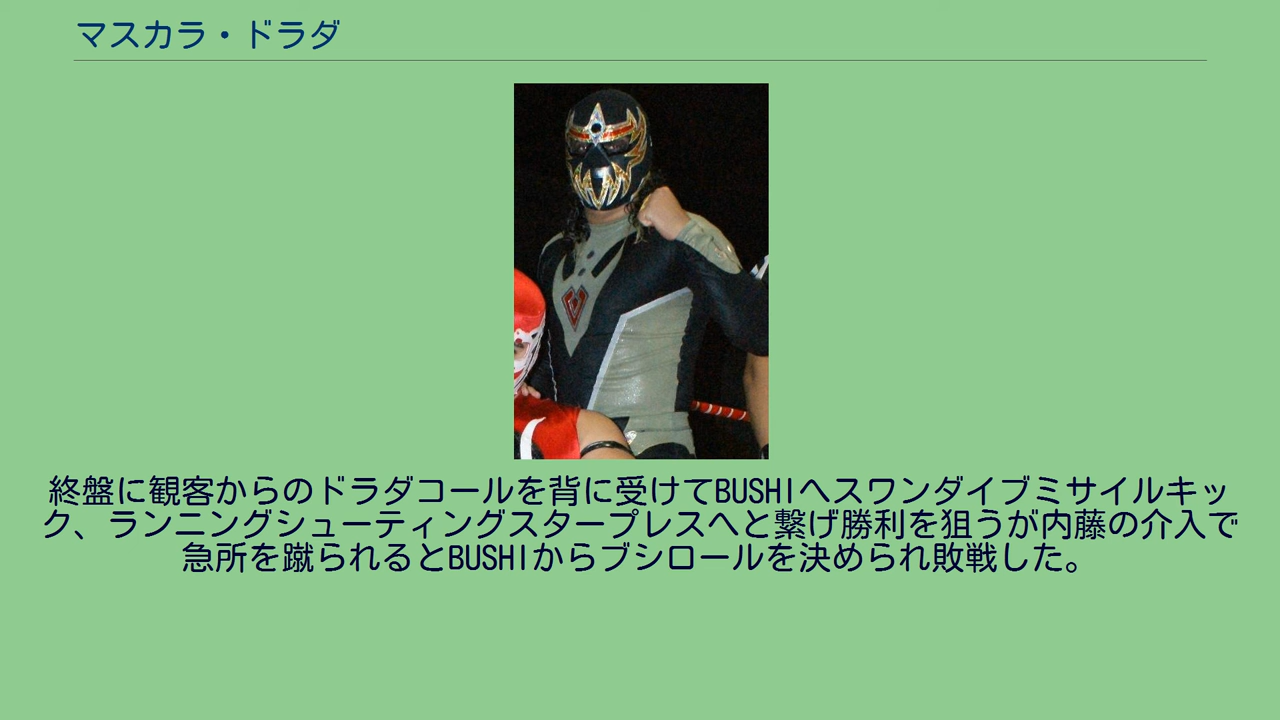 マスカラ・ドラダ
終盤に観客からのドラダコールを背に受けてBUSHIへスワンダイブミサイルキッ
ク、ランニングシューティングスタープレスへと繋げ勝利を狙うが内藤の介入で
急所を蹴られるとBUSHIからブシロールを決められ敗戦した。